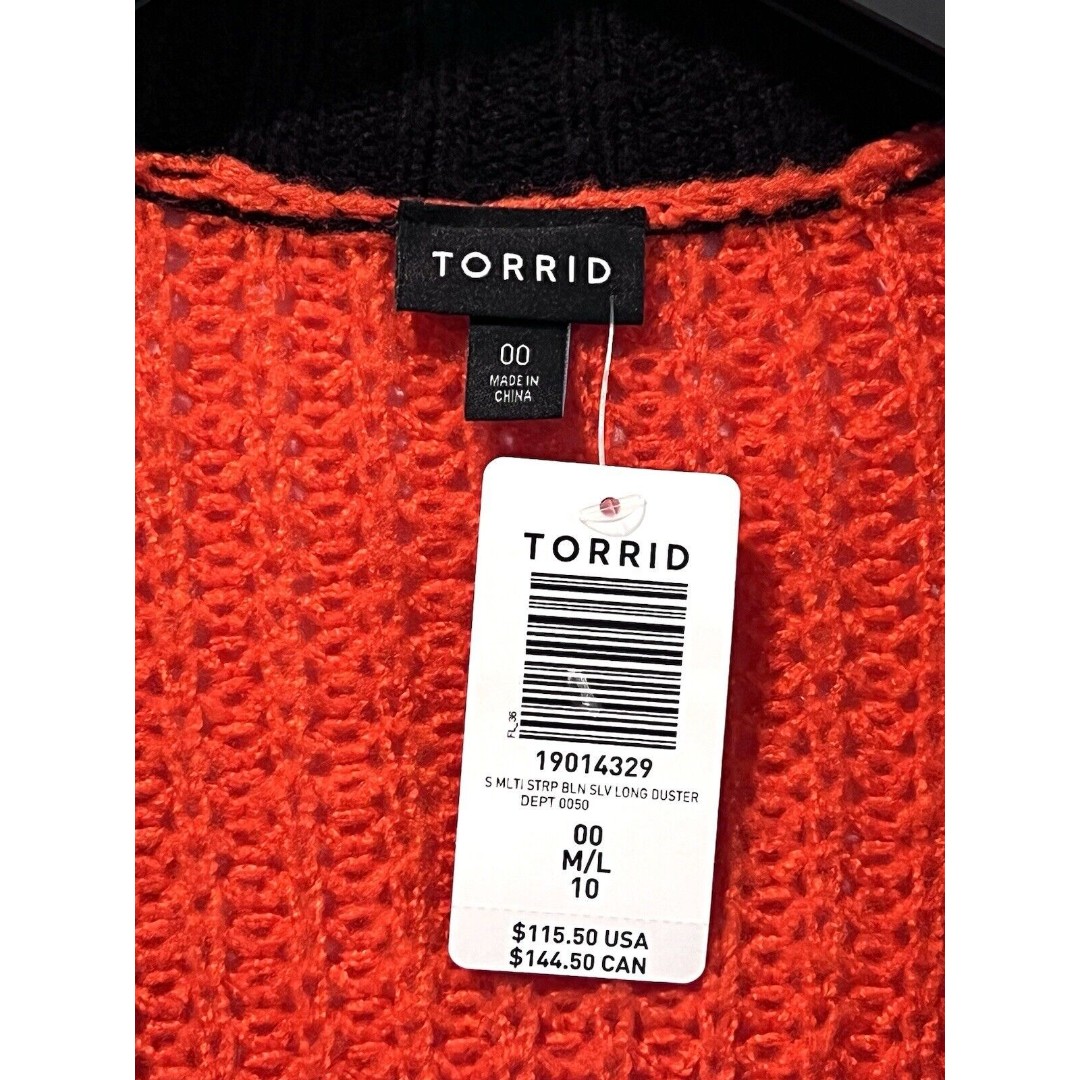 TORRID
00
MADE IN
CHINA
TORRID
FL_36
19014329
S MLTI STRP BLN SLV LONG DUSTER
DEPT 0050
00
M/L
10
$115.50 USA
$144.50 CAN